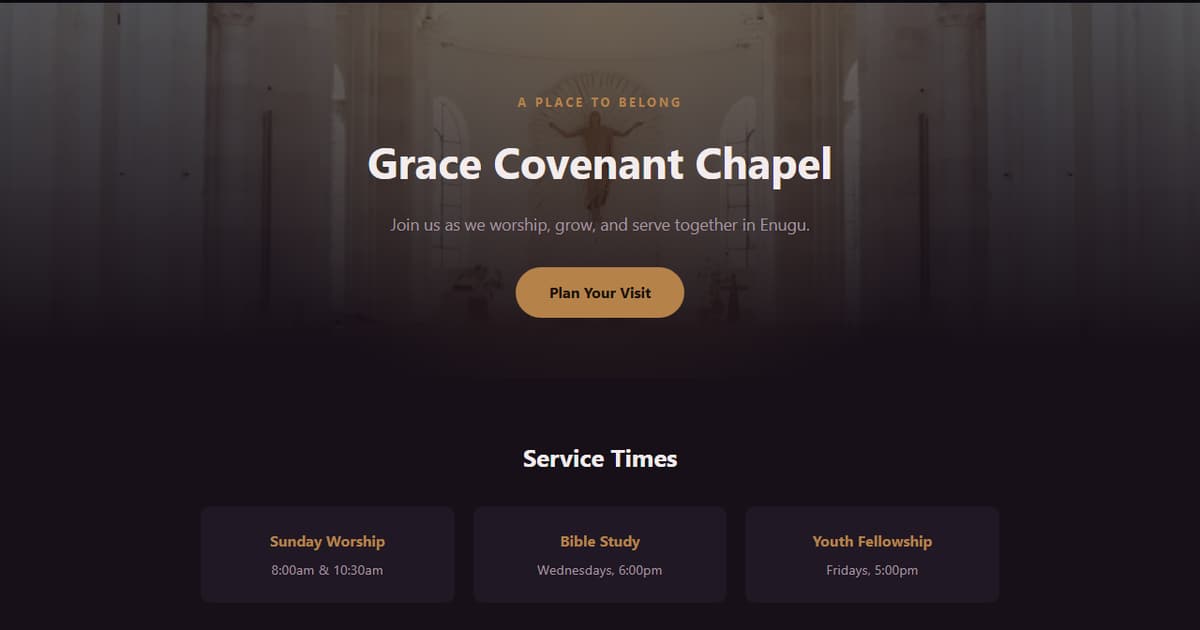 A PLACE TO BELONG
Grace Covenant Chapel
Join us as we worship, grow, and serve together in Enugu.
Plan Your Visit
Service Times
Sunday Worship
8:00am & 10:30am
Bible Study
Wednesdays, 6:00pm
Youth Fellowship
Fridays, 5:00pm